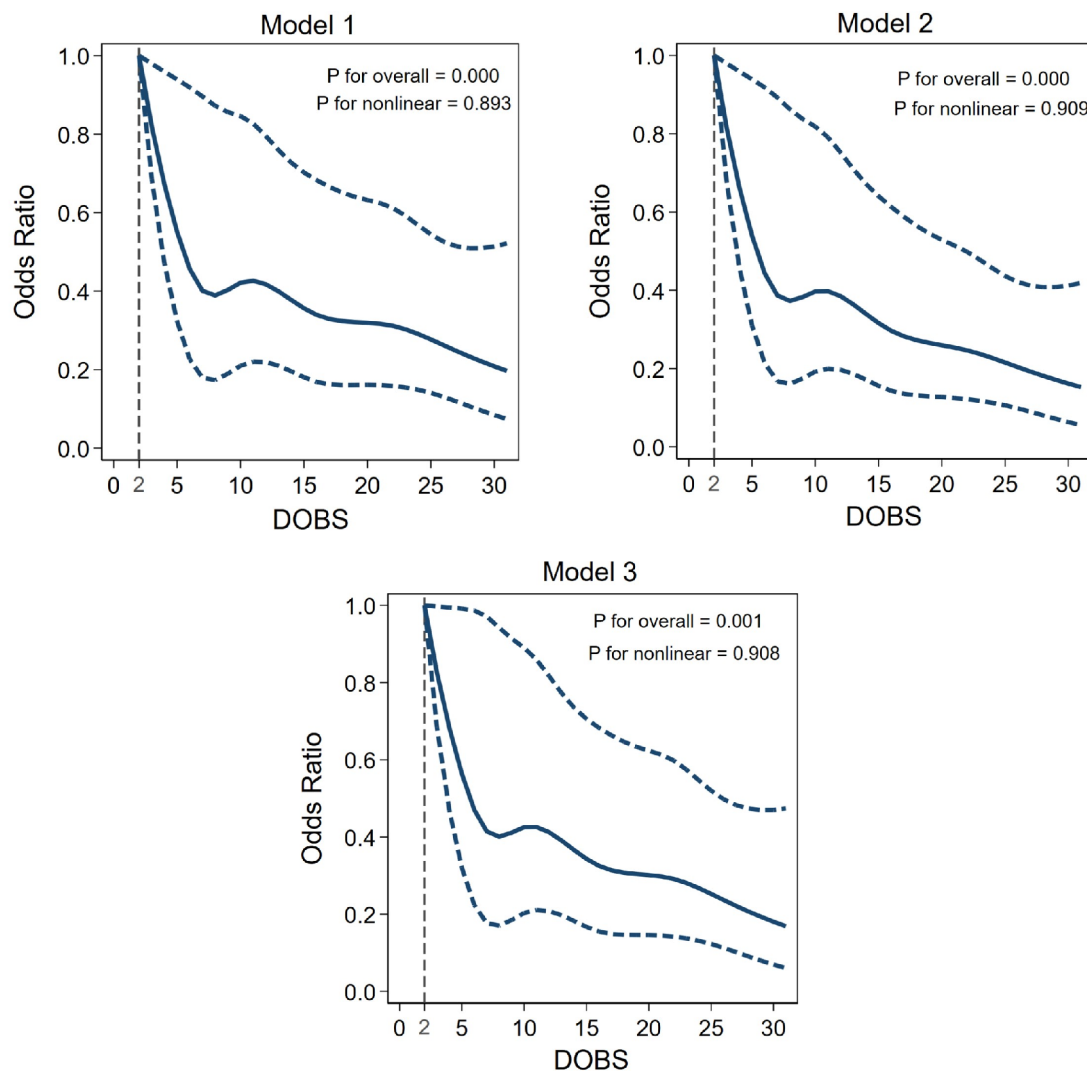 Model 1
P for overall = 0.000
P for nonlinear = 0.893
Odds Ratio
1.0
0.8
0.6
0.4
0.2
0.0
0 2 5 10 15 20 25 30
DOBS
Model 2
P for overall = 0.000
P for nonlinear = 0.909
Odds Ratio
1.0
0.8
0.6
0.4
0.2
0.0
0 2 5 10 15 20 25 30
DOBS
Model 3
P for overall = 0.001
P for nonlinear = 0.908
Odds Ratio
1.0
0.8
0.6
0.4
0.2
0.0
0 2 5 10 15 20 25 30
DOBS